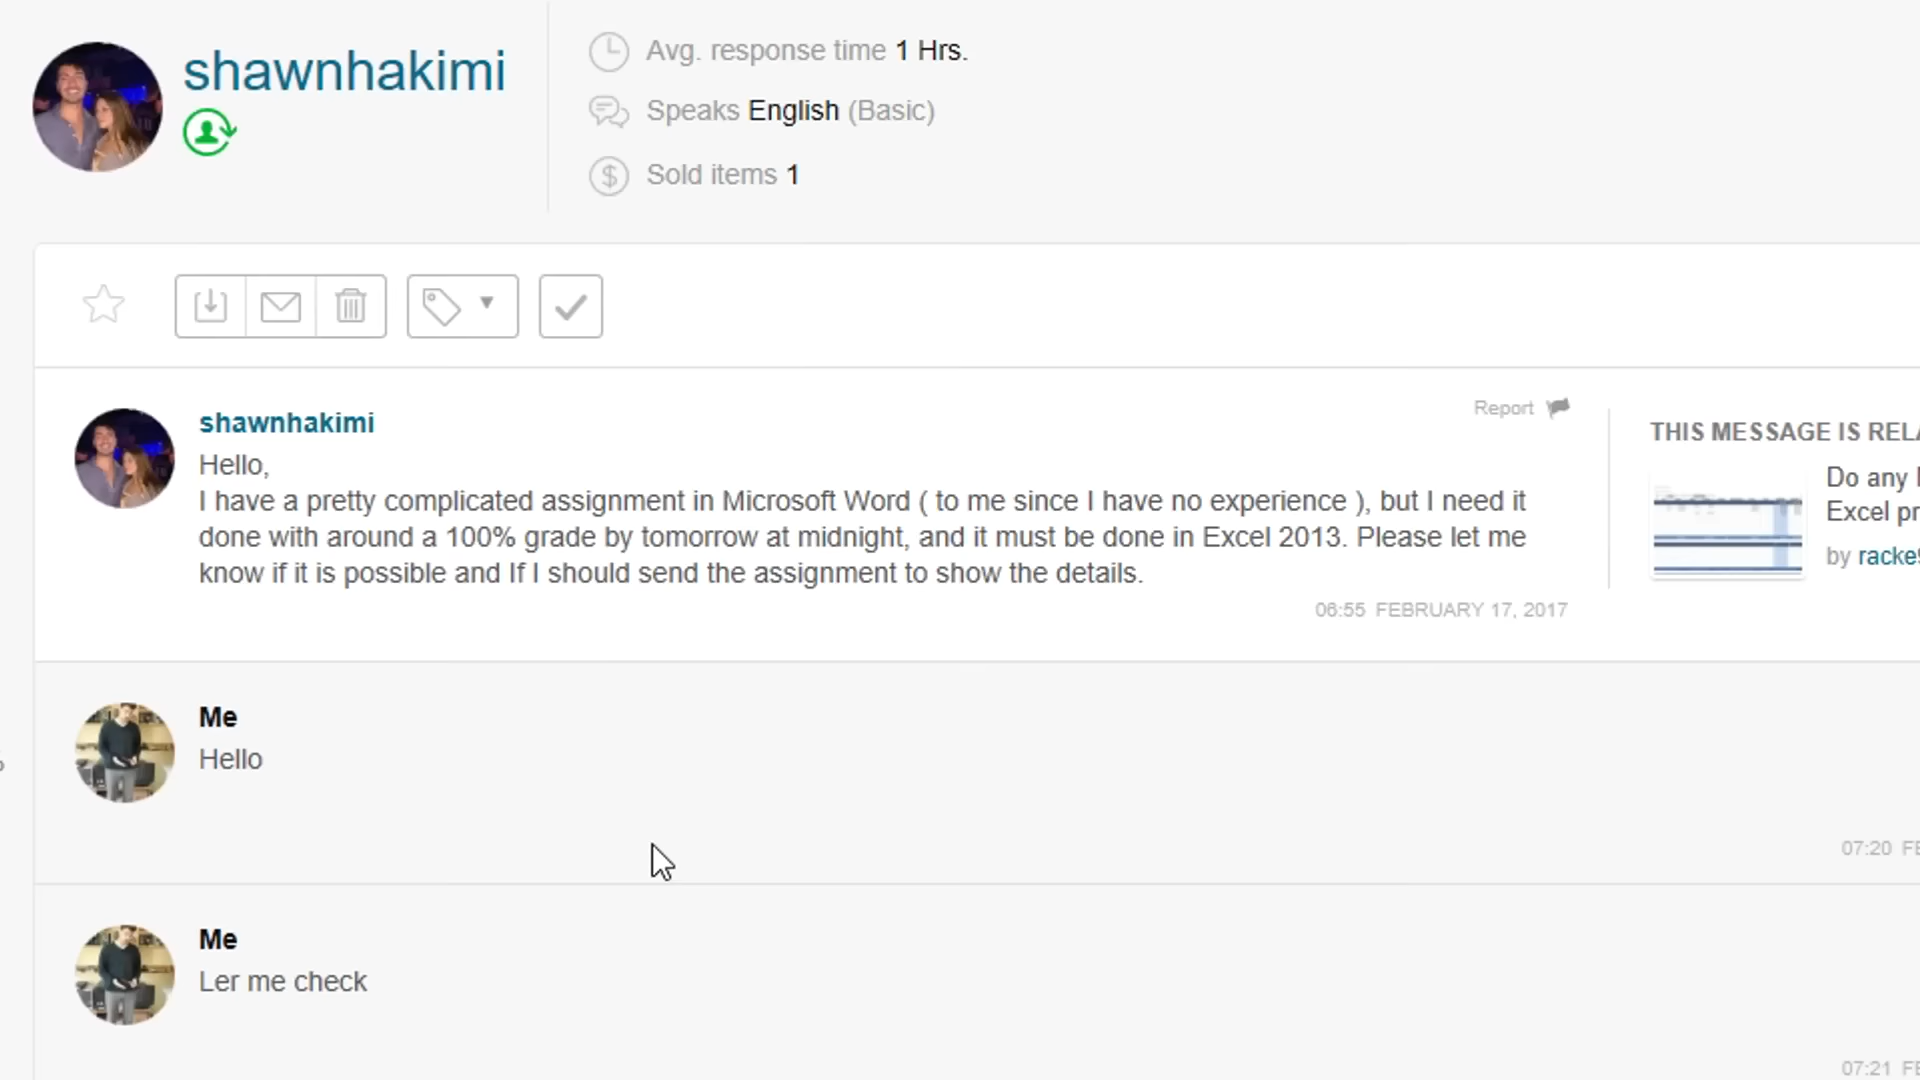 shawnhakimi
Avg. response time 1 Hrs.
Speaks English (Basic)
Sold items 1
shawnhakimi
Report
Hello,
I have a pretty complicated assignment in Microsoft Word ( to me since I have no experience ), but I need it
done with around a 100% grade by tomorrow at midnight, and it must be done in Excel 2013. Please let me
know if it is possible and If I should send the assignment to show the details.
06:55 FEBRUARY 17, 2017
THIS MESSAGE IS
Do any
Excel
by
Me
Hello
07:20
Me
Ler me check
07:21